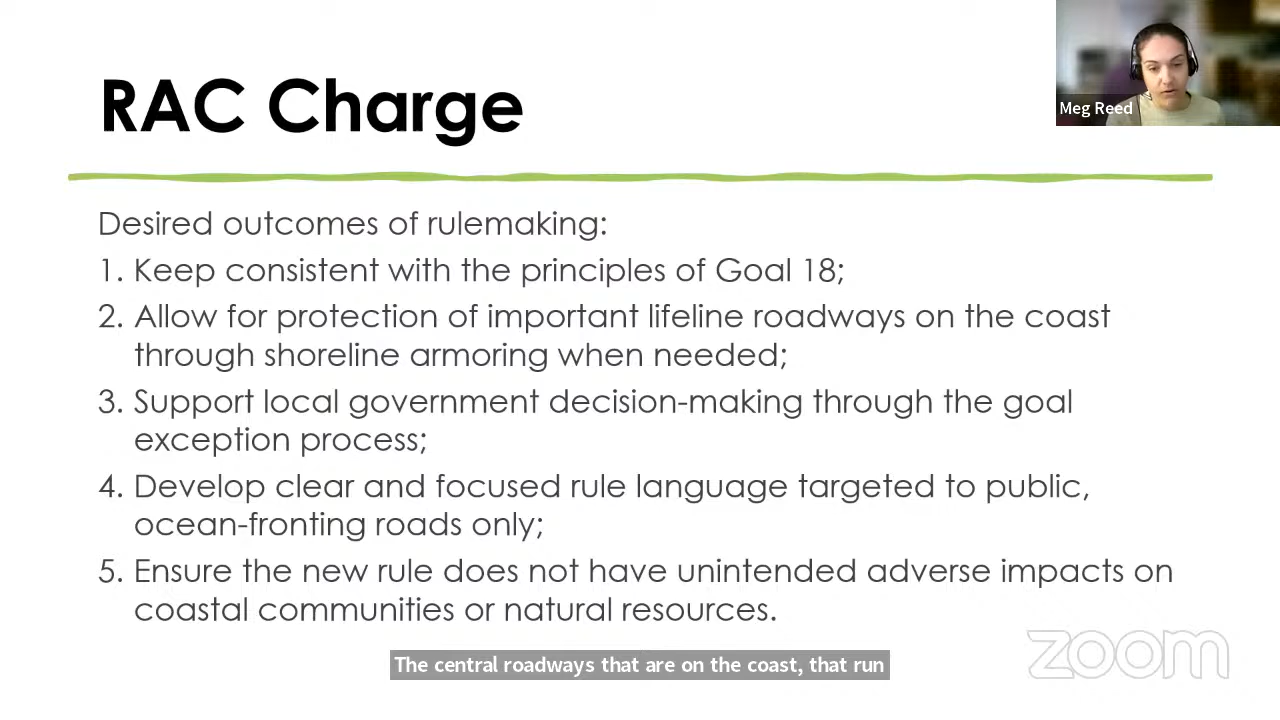 RAC Charge
Meg Reed
Desired outcomes of rulemaking:
1. Keep consistent with the principles of Goal 18;
2. Allow for protection of important lifeline roadways on the coast
through shoreline armoring when needed;
3. Support local government decision-making through the goal
exception process;
4. Develop clear and focused rule language targeted to public,
ocean-fronting roads only;
5. Ensure the new rule does not have unintended adverse impacts on
coastal communities or natural resources.
zoom
The central roadways that are on the coast, that run